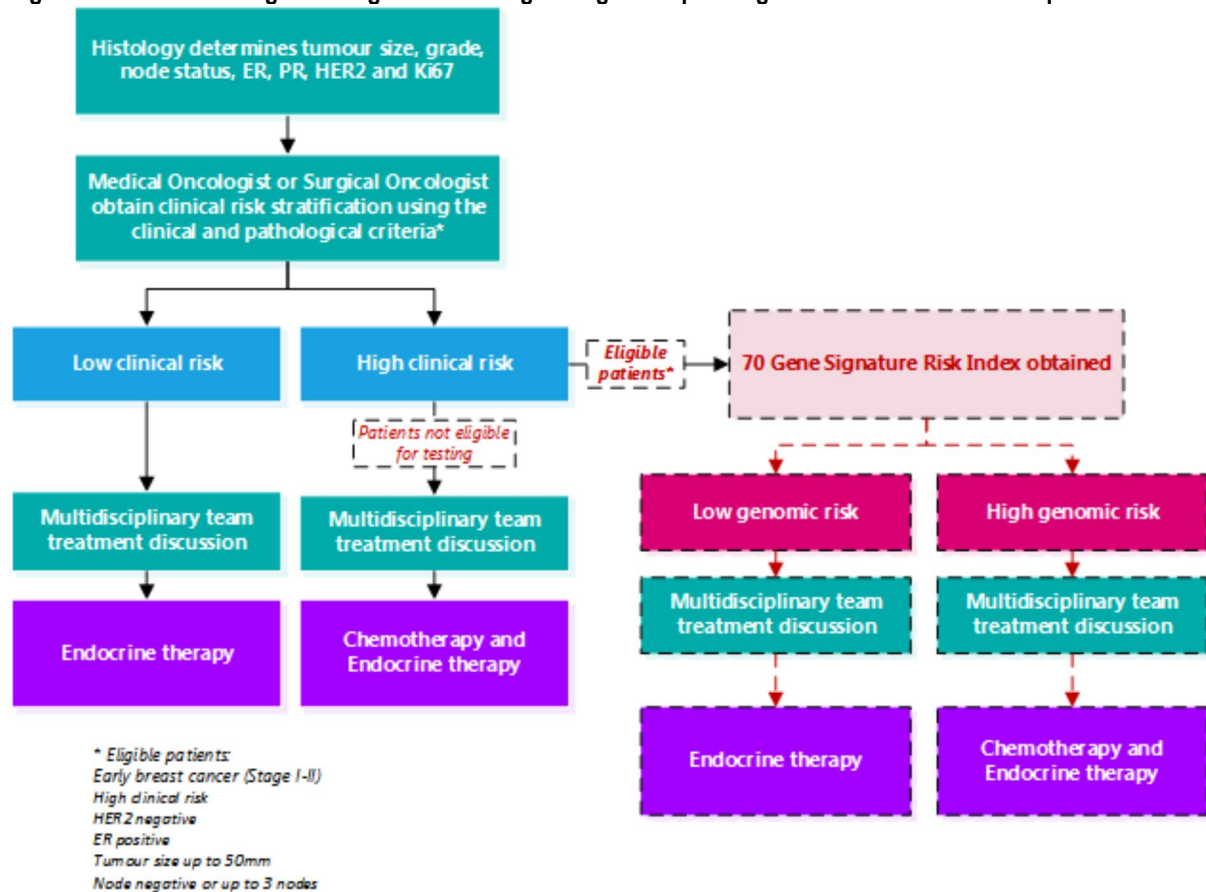 Histology determines tumour size, grade,
node status, ER, PR, HER2 and Ki67
Medical Oncologist or Surgical Oncologist
obtain clinical risk stratification using the
clinical and pathological criteria*
Low clinical risk
High clinical risk
Eligible
patients*
70 Gene Signature Risk Index obtained
Patients not eligible
for testing
Low genomic risk
High genomic risk
Multidisciplinary team
treatment discussion
Multidisciplinary team
treatment discussion
Multidisciplinary team
treatment discussion
Multidisciplinary team
treatment discussion
Endocrine therapy
Chemotherapy and
Endocrine therapy
Endocrine therapy
Chemotherapy and
Endocrine therapy
* Eligible patients:
Early breast cancer (Stage I-II)
High clinical risk
HER2 negative
ER positive
Tumour size up to 50mm
Node negative or up to 3 nodes